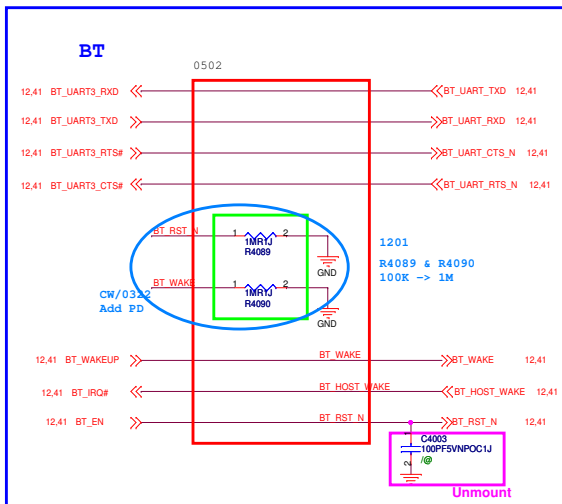 BT
0502
12,41 BT_UART3_RXD BT_UART_TXD 12,41
12,41 BT_UART3_TXD BT_UART_RXD 12,41
12,41 BT_UART3_RTS# BT_UART_CTS_N 12,41
12,41 BT_UART3_CTS# BT_UART_RTS_N 12,41
BT_RST_N 1 2
1MR1J
R4089
GND
1201
R4089 & R4090
100K -> 1M
BT_WAKE 1 2
1MR1J
R4090
GND
CW/0322
Add PD
12,41 BT_WAKEUP BT_WAKE BT_WAKE 12,41
12,41 BT_IRQ# BT_HOST_WAKE BT_HOST_WAKE 12,41
12,41 BT_EN BT_RST_N BT_RST_N 12,41
1
C4003
100PF5VNPOC1J
/@
2
Unmount